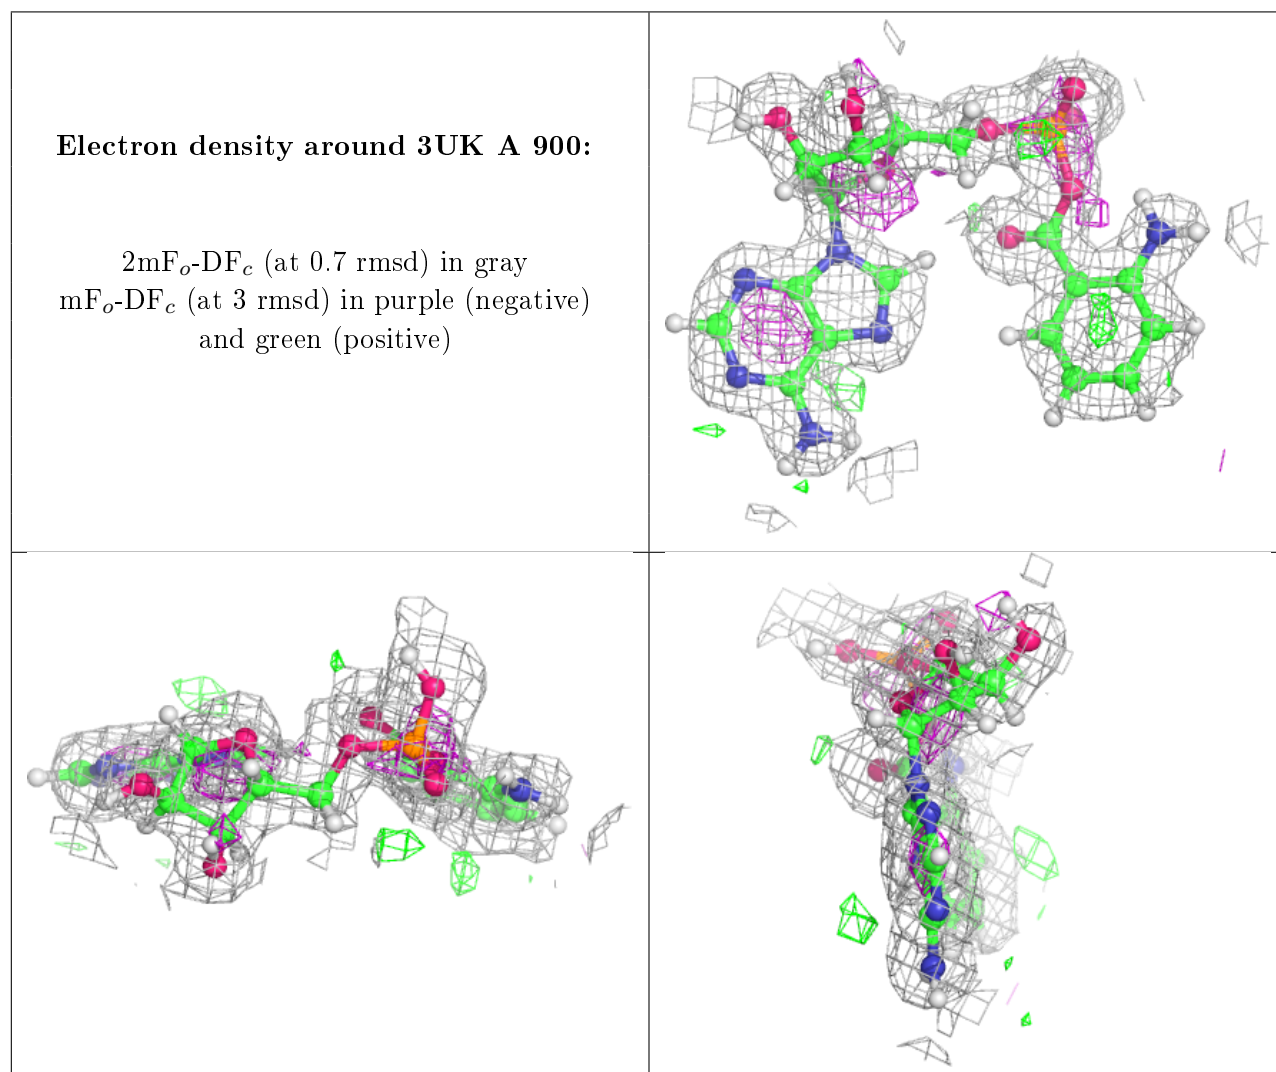 Electron density around 3UK A 900:
2mFo-DFc (at 0.7 rmsd) in gray
mFo-DFc (at 3 rmsd) in purple (negative)
and green (positive)